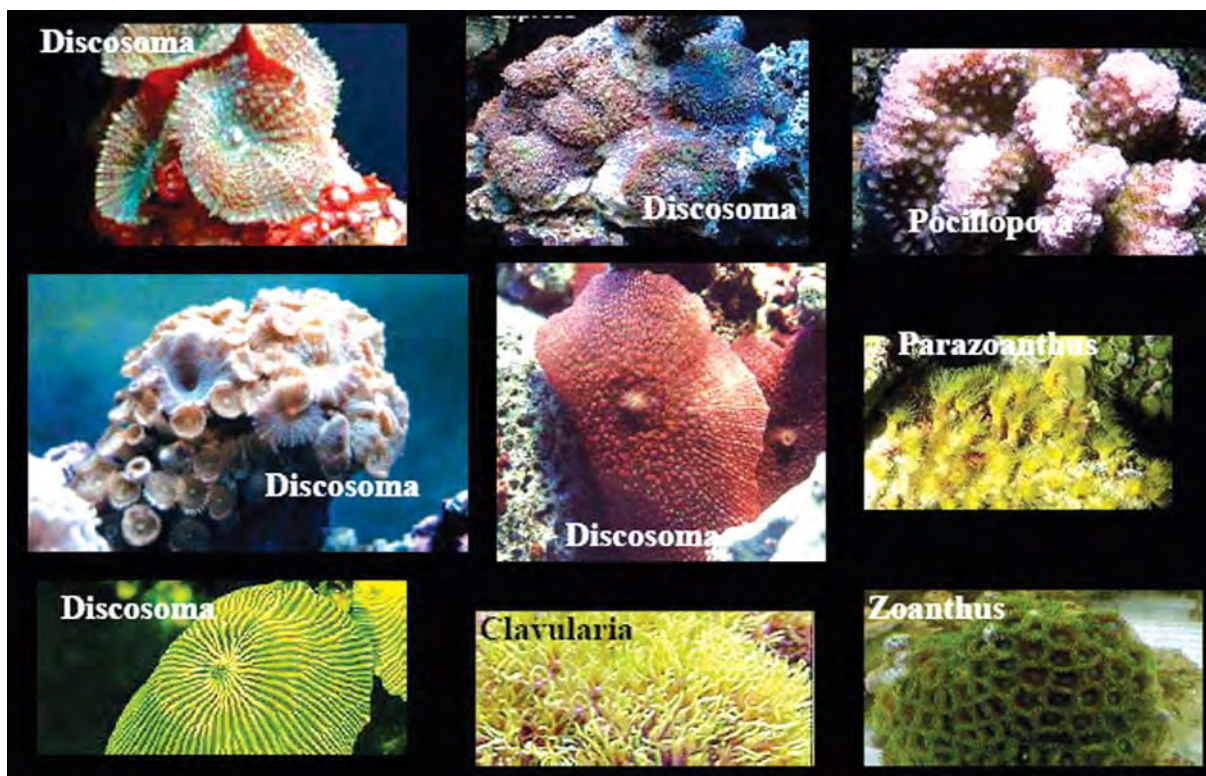 Discosoma
Discosoma
Pocillopora
Discosoma
Discosoma
Parazoanthus
Discosoma
Clavularia
Zoanthus